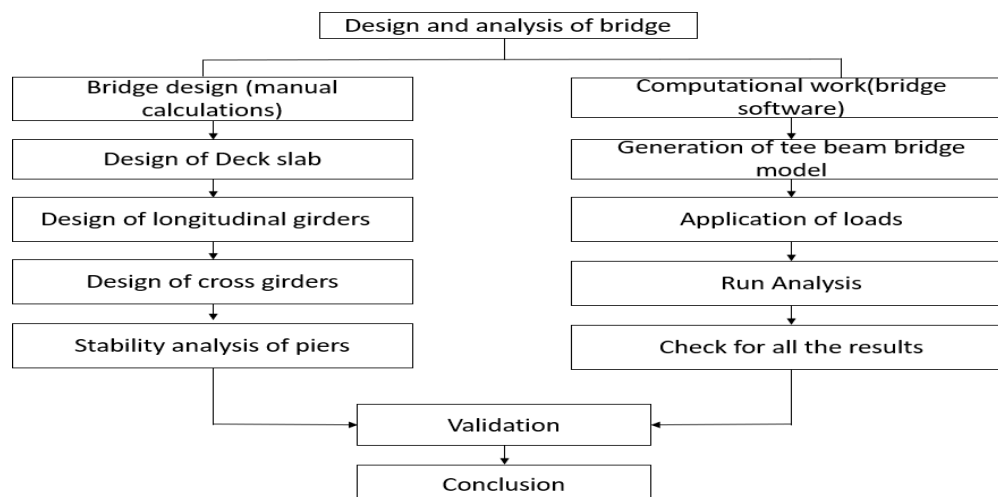 Design and analysis of bridge
Bridge design (manual
calculations)
Design of Deck slab
Design of longitudinal girders
Design of cross girders
Stability analysis of piers
Computational work(bridge
software)
Generation of tee beam bridge
model
Application of loads
Run Analysis
Check for all the results
Validation
Conclusion